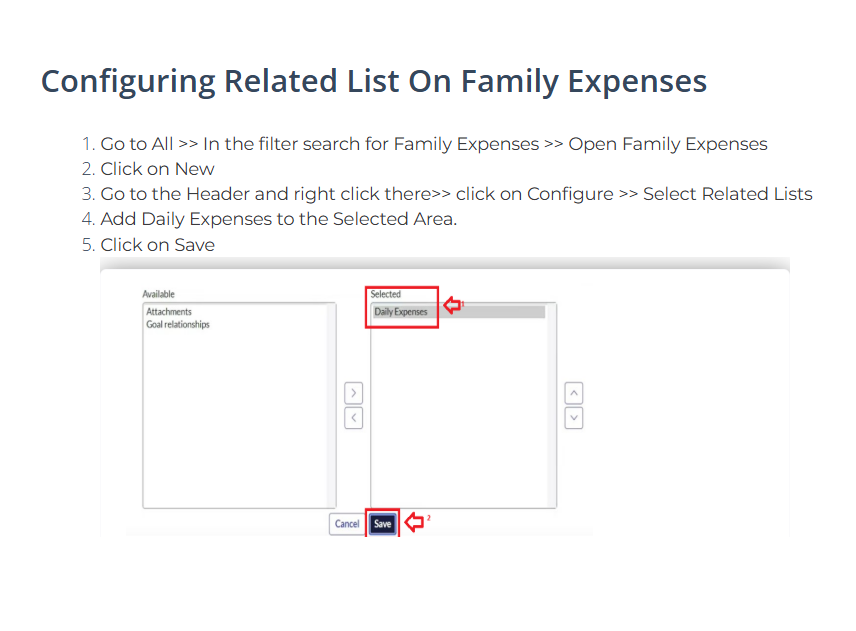 Configuring Related List On Family Expenses
1. Go to All >> In the filter search for Family Expenses >> Open Family Expenses
2. Click on New
3. Go to the Header and right click there>> click on Configure >> Select Related Lists
4. Add Daily Expenses to the Selected Area.
5. Click on Save
Available
Selected
1
Attachments
Daily Expenses
Goal relationships
Cancel
Save
2